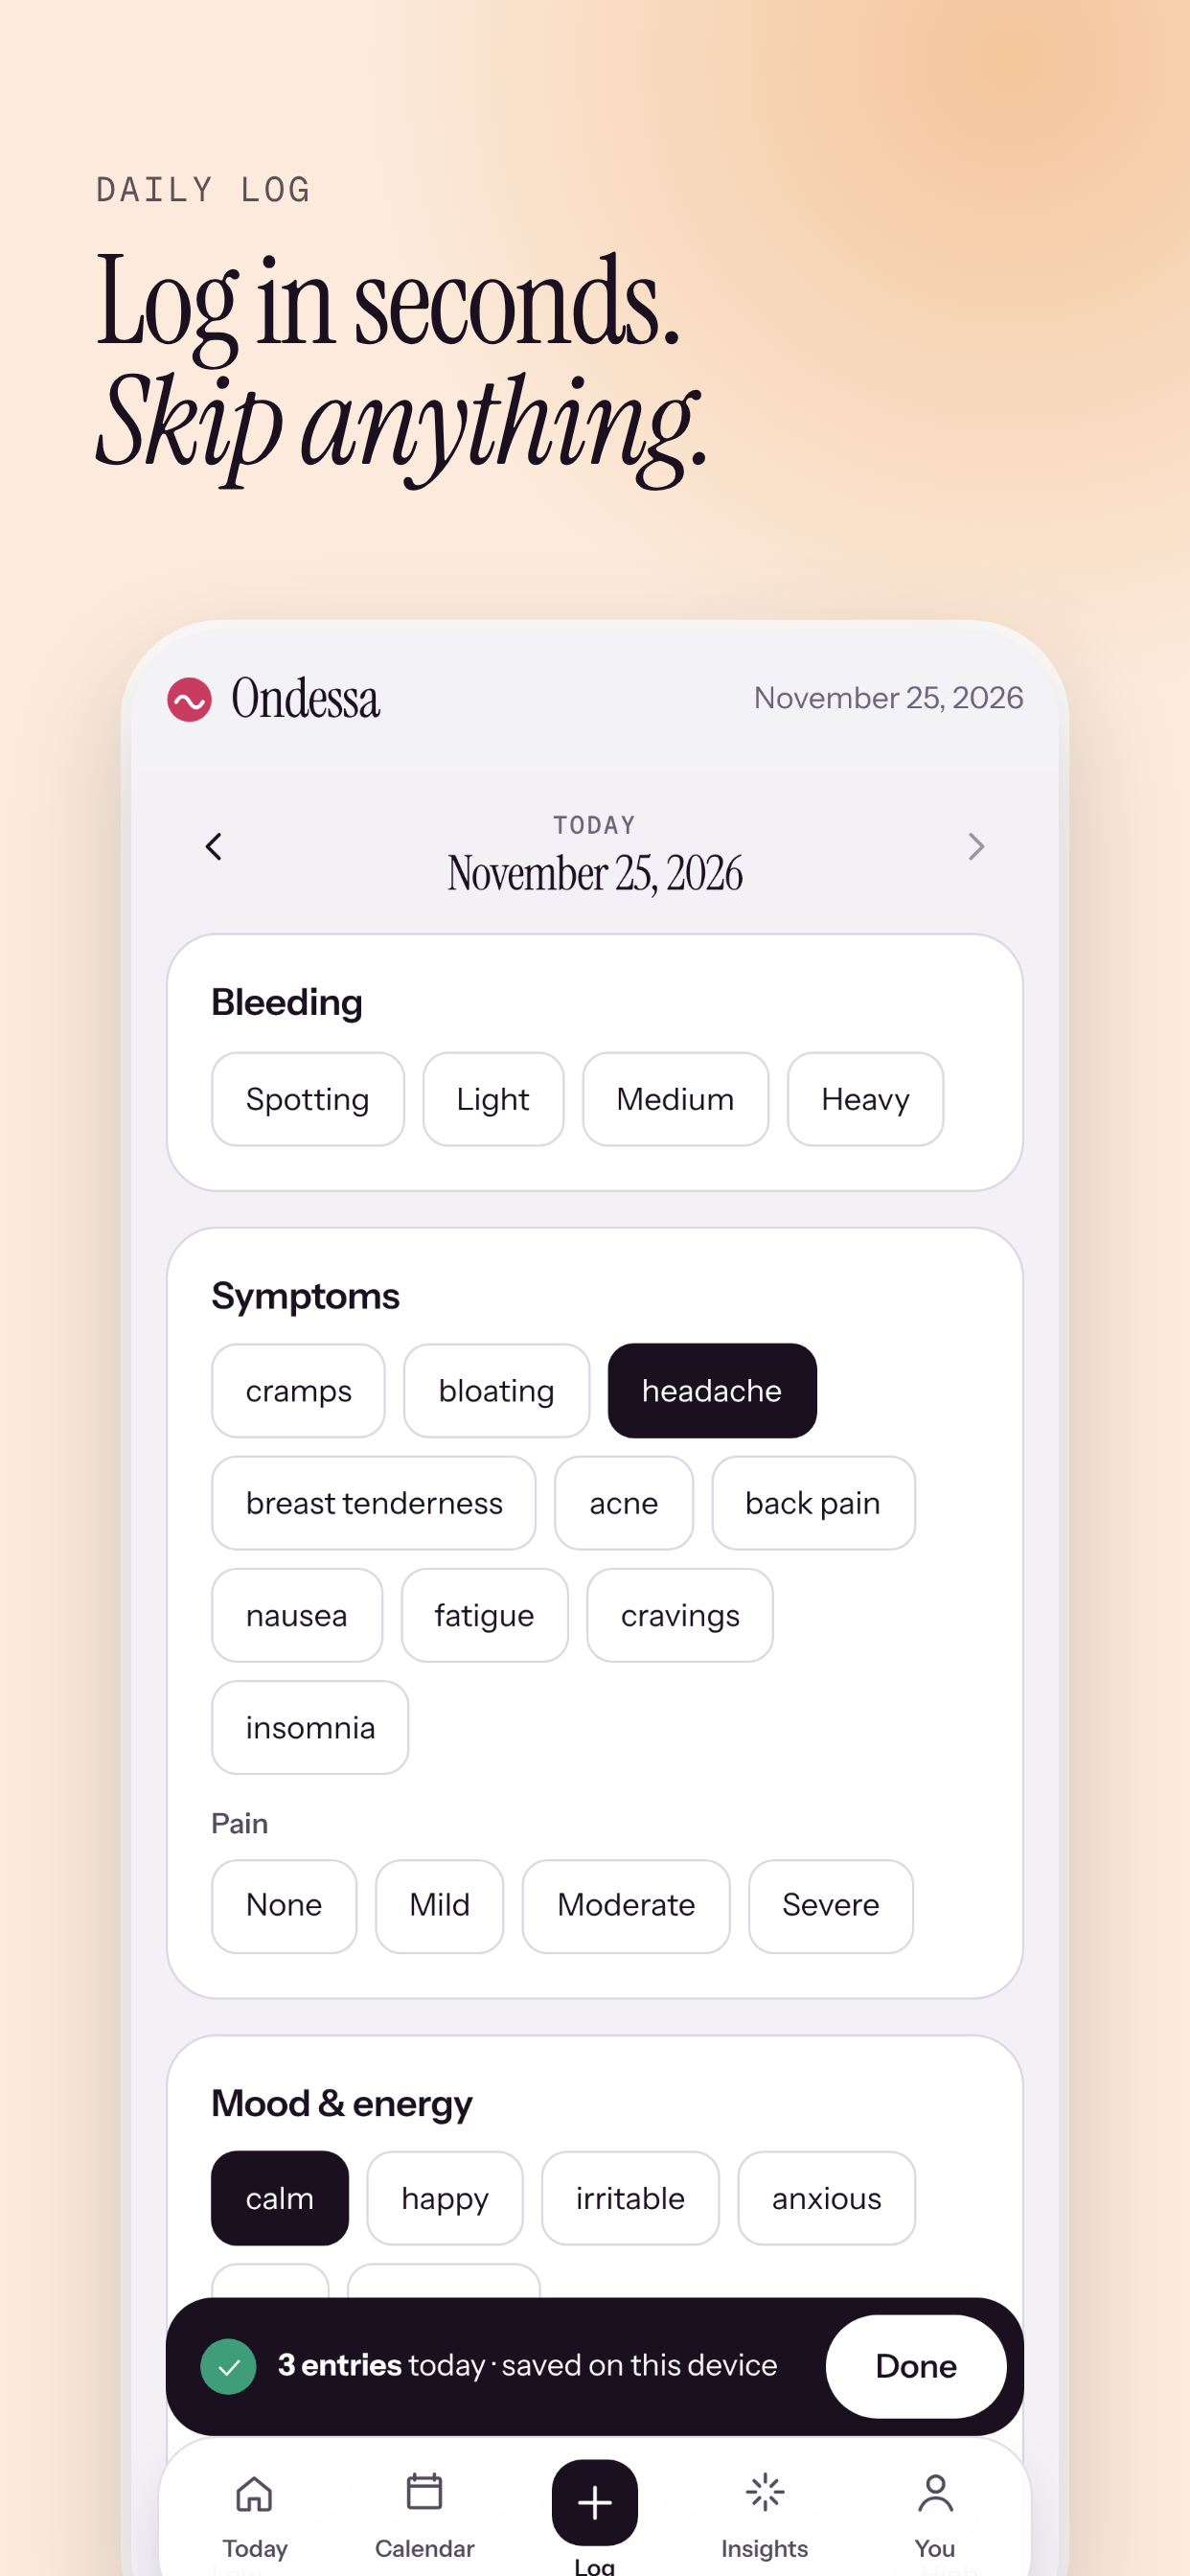 DAILY LOG
Log in seconds.
Skip anything.
Ondessa
November 25, 2026
TODAY
November 25, 2026
Bleeding
Spotting Light Medium Heavy
Symptoms
cramps bloating headache
breast tenderness acne back pain
nausea fatigue cravings
insomnia
Pain
None Mild Moderate Severe
Mood & energy
calm happy irritable anxious
3 entries today · saved on this device Done
Today Calendar Log Insights You